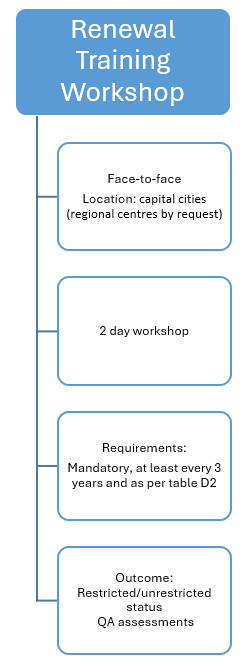 Renewal
Training
Workshop
Face-to-face
Location: capital cities
(regional centres by request)
2 day workshop
Requirements:
Mandatory, at least every 3
years and as per table D2
Outcome:
Restricted/unrestricted
status
QA assessments